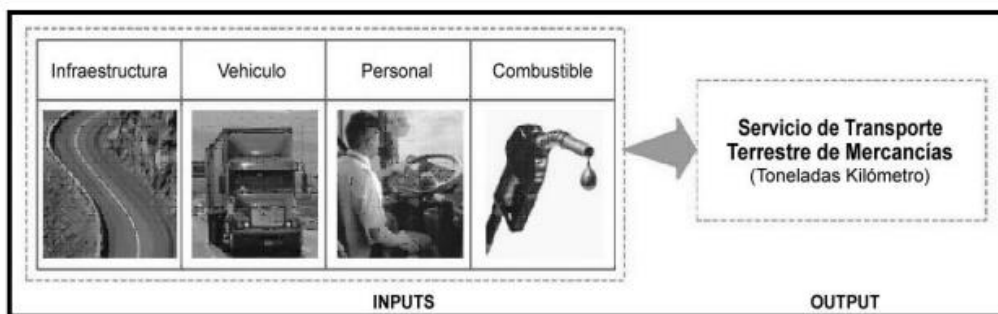 Infraestructura
Vehiculo
Personal
Combustible
Servicio de Transporte
Terrestre de Mercancías
(Toneladas Kilómetro)
INPUTS
OUTPUT